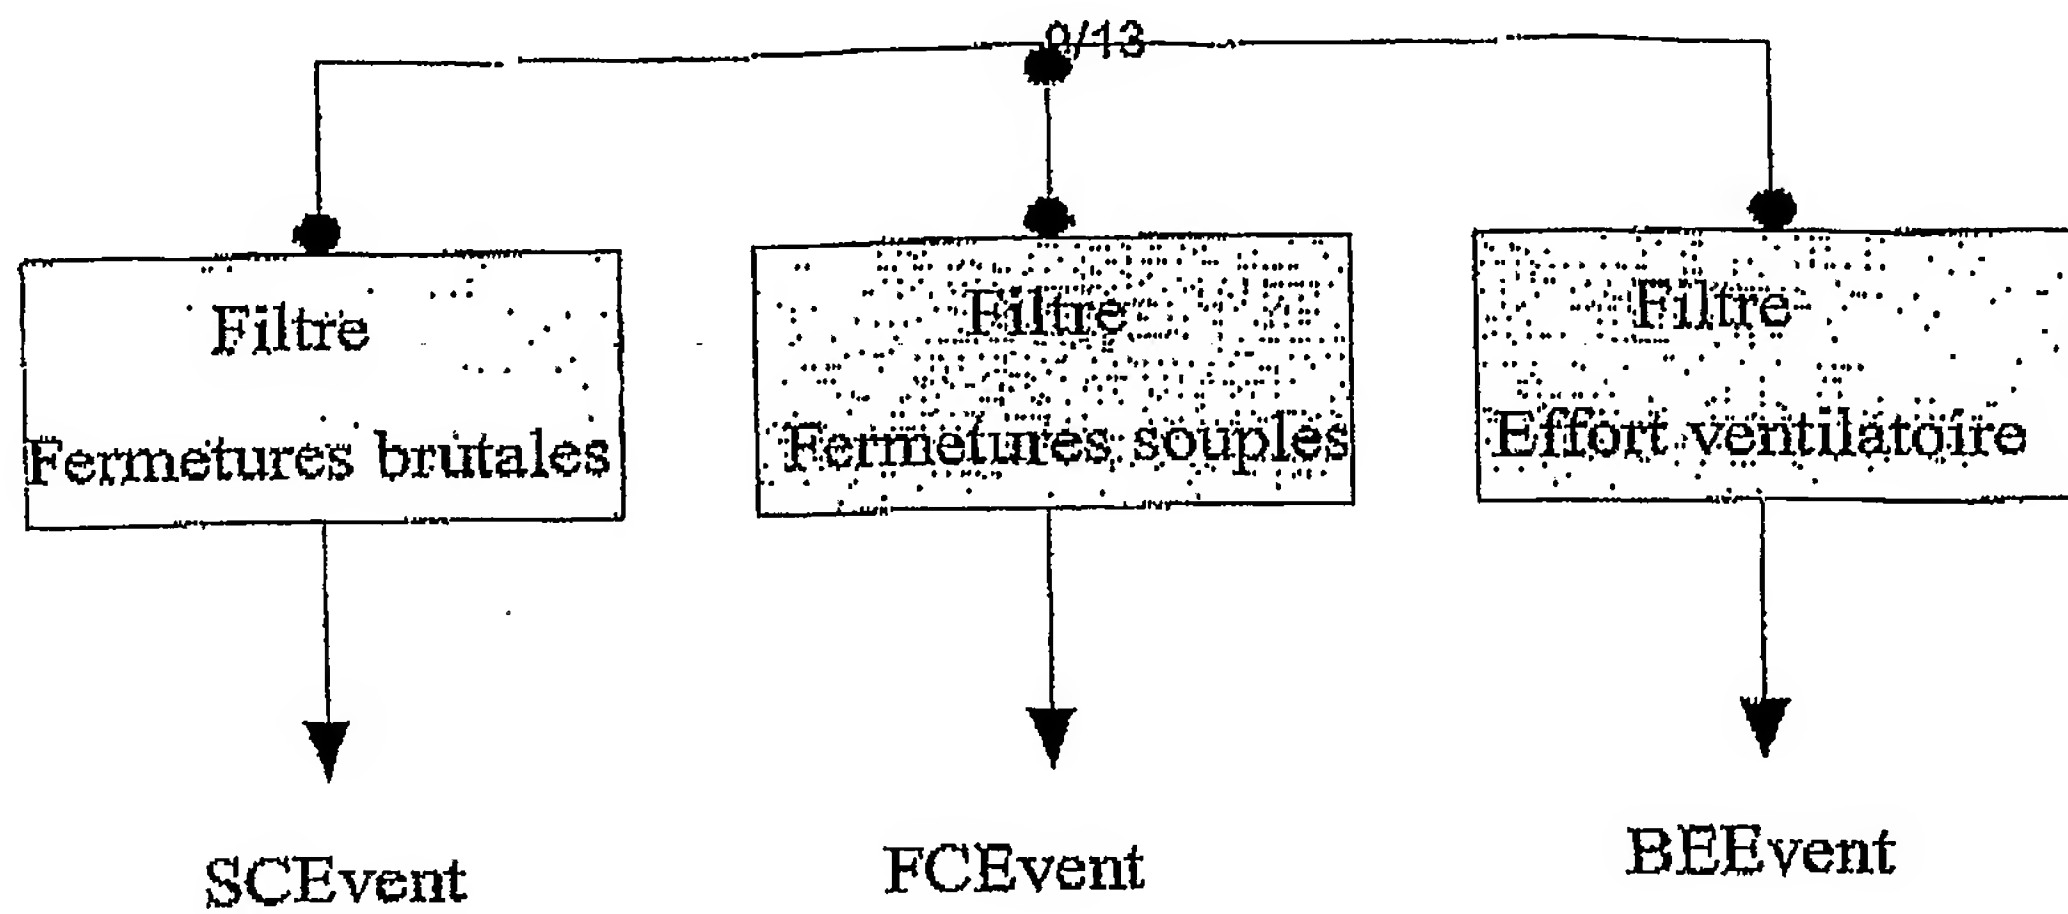 9/13
Filtre
Fermetures brutales
Filtre
Fermetures souples
Filtre
Effort ventilatoire
SCEvent
FCEvent
BEEvent